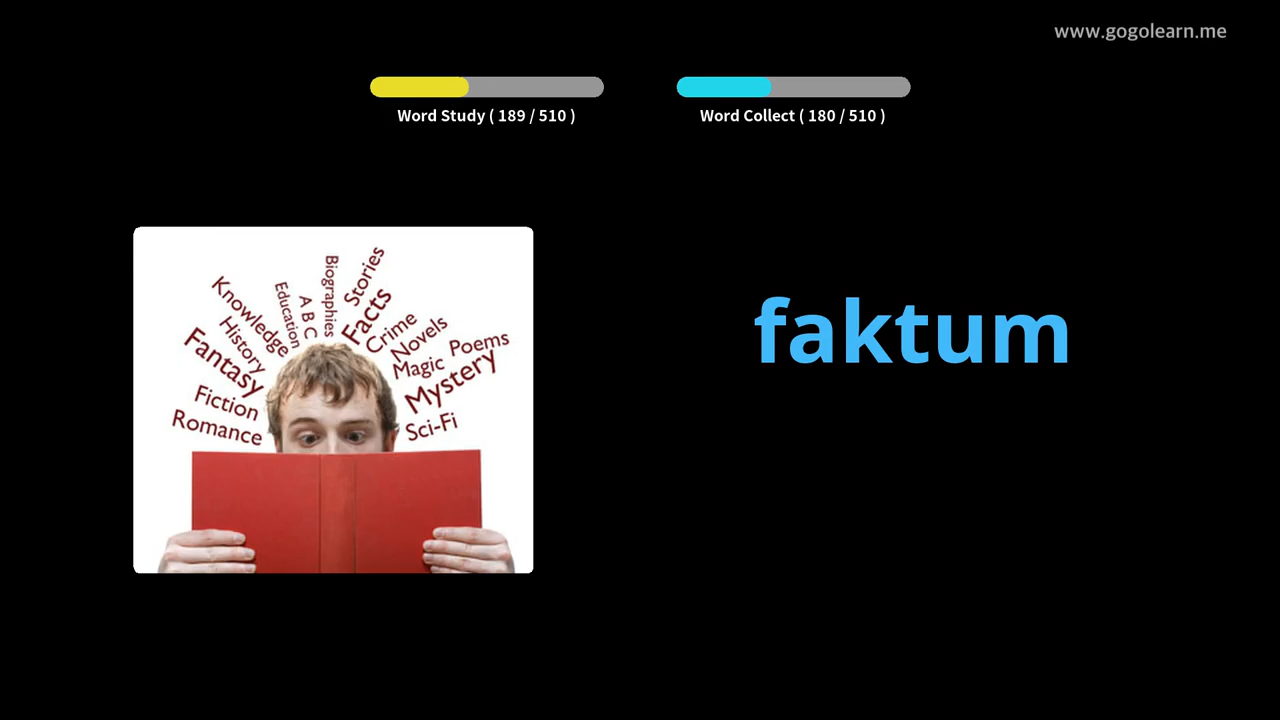 www.gogolearn.me
Word Study ( 189 / 510 )
Word Collect ( 180 / 510 )
faktum
Biographies
Stories
Education
A B C
Facts
Knowledge
History
Crime
Novels
Poems
Fantasy
Magic
Mystery
Fiction
Romance
Sci-Fi